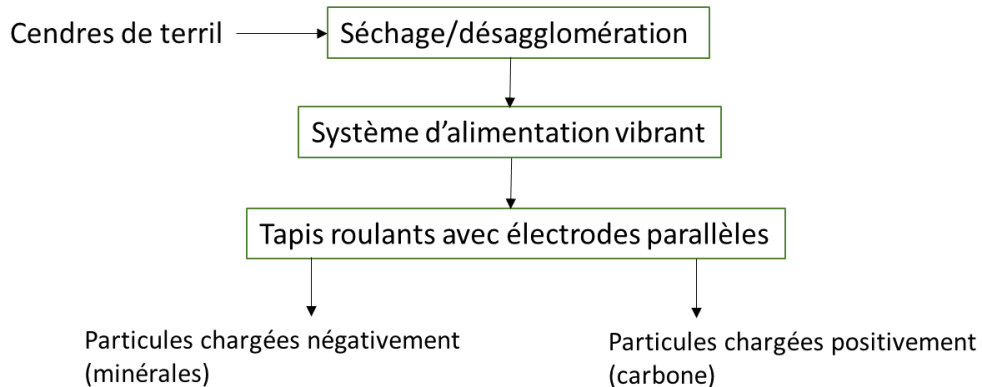 Cendres de terril
Séchage/désagglomération
Système d'alimentation vibrant
Tapis roulants avec électrodes parallèles
Particules chargées négativement
(minérales)
Particules chargées positivement
(carbone)